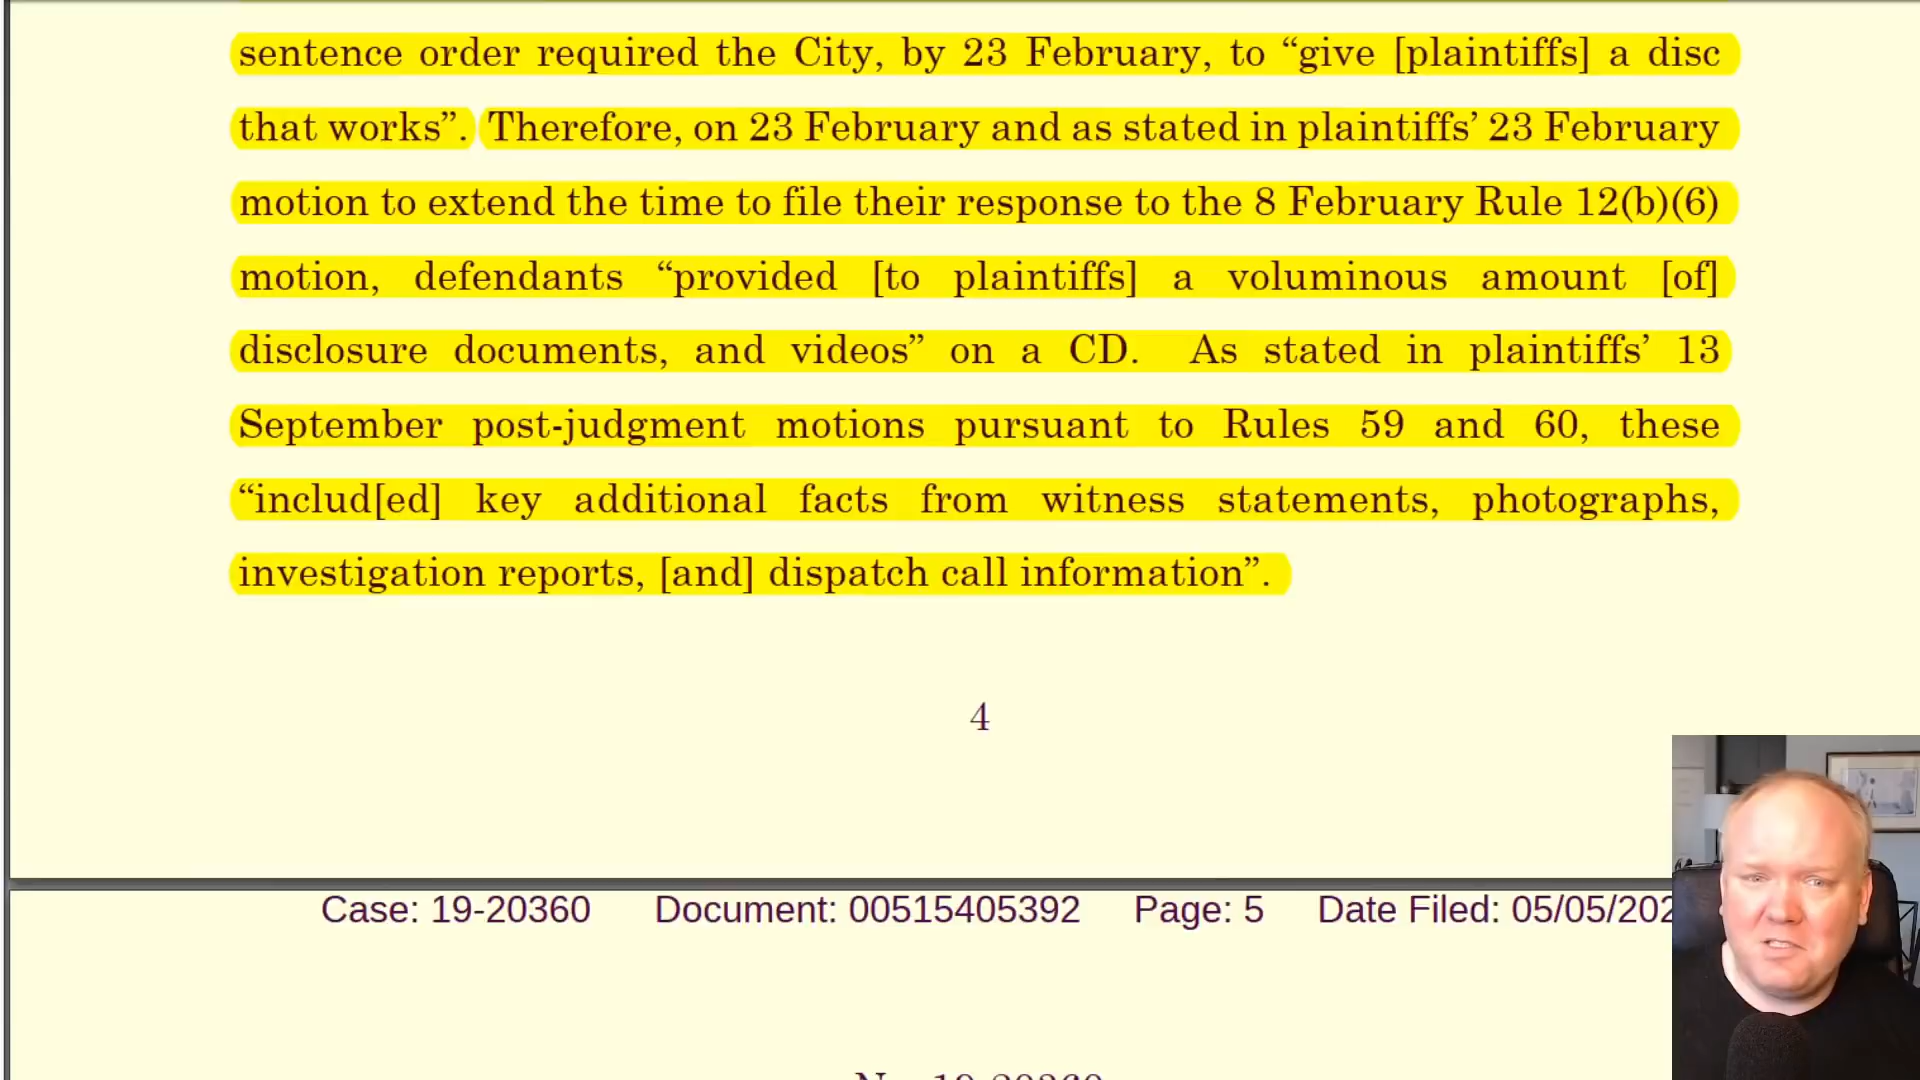 sentence order required the City, by 23 February, to “give [plaintiffs] a disc
that works”. Therefore, on 23 February and as stated in plaintiffs’ 23 February
motion to extend the time to file their response to the 8 February Rule 12(b)(6)
motion, defendants “provided [to plaintiffs] a voluminous amount [of]
disclosure documents, and videos” on a CD. As stated in plaintiffs’ 13
September post-judgment motions pursuant to Rules 59 and 60, these
“includ[ed] key additional facts from witness statements, photographs,
investigation reports, [and] dispatch call information”.
4
Case: 19-20360 Document: 00515405392 Page: 5 Date Filed: 05/05/202
No. 19-20360